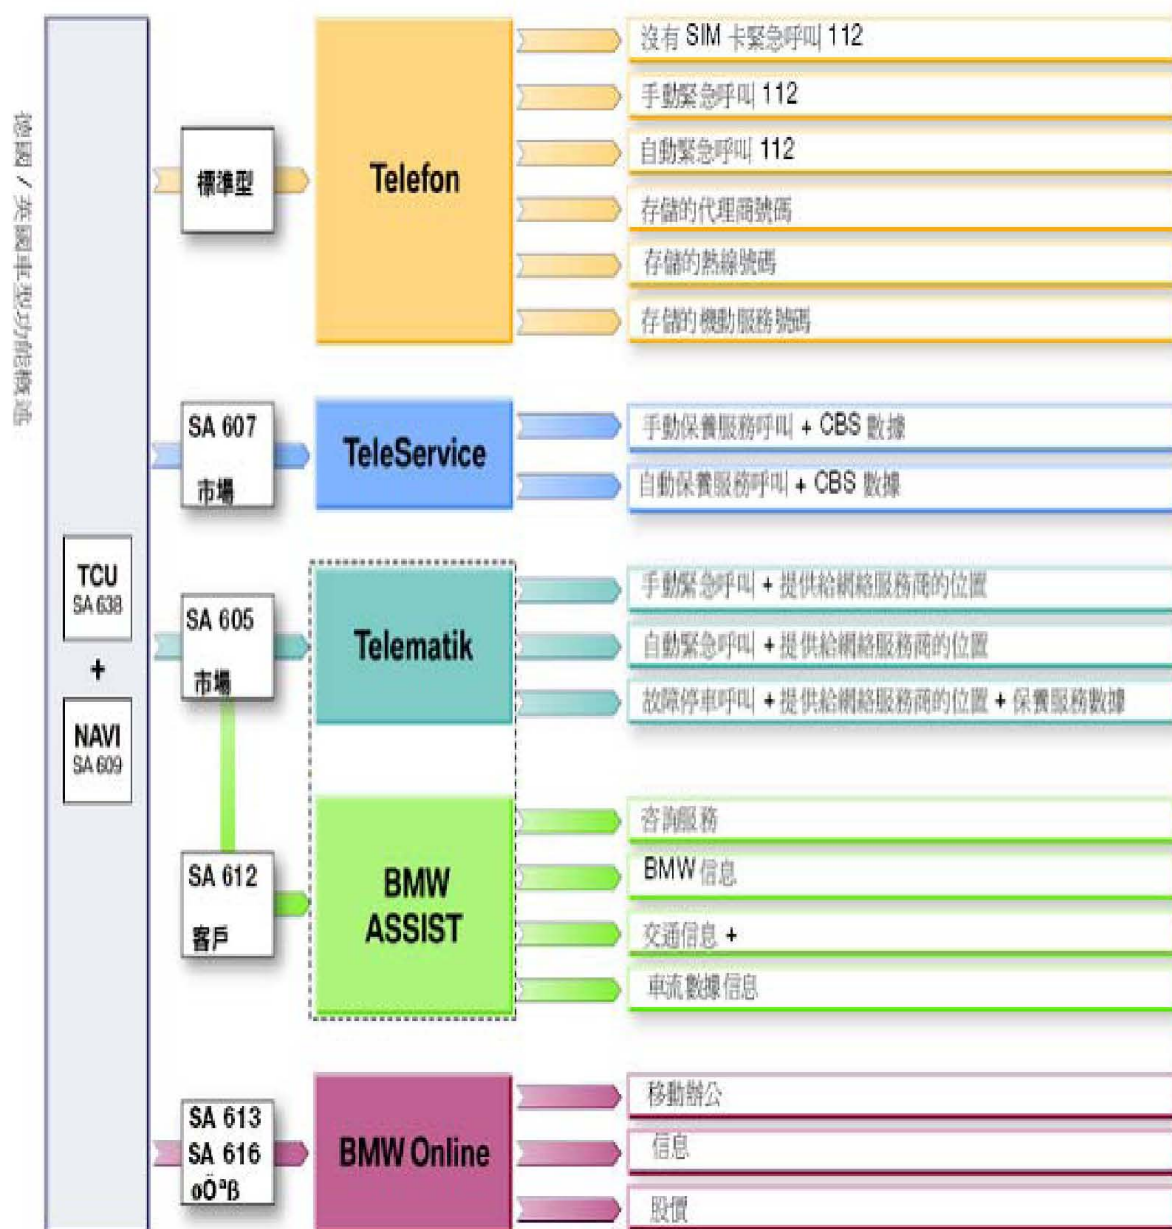 德國 / 英國車型功能概述
TCU
SA 638
+
NAVI
SA 609
標準型
Telefon
沒有 SIM 卡緊急呼叫 112
手動緊急呼叫 112
自動緊急呼叫 112
存儲的代理商號碼
存儲的熱線號碼
存儲的機動服務號碼
SA 607
市場
TeleService
手動保養服務呼叫 + CBS 數據
自動保養服務呼叫 + CBS 數據
SA 605
市場
Telematik
手動緊急呼叫 + 提供給網絡服務商的位置
自動緊急呼叫 + 提供給網絡服務商的位置
故障停車呼叫 + 提供給網絡服務商的位置 + 保養服務數據
SA 612
客戶
BMW
ASSIST
咨詢服務
BMW 信息
交通信息 +
車流數據信息
SA 613
SA 616
øÖªß
BMW Online
移動辦公
信息
股價